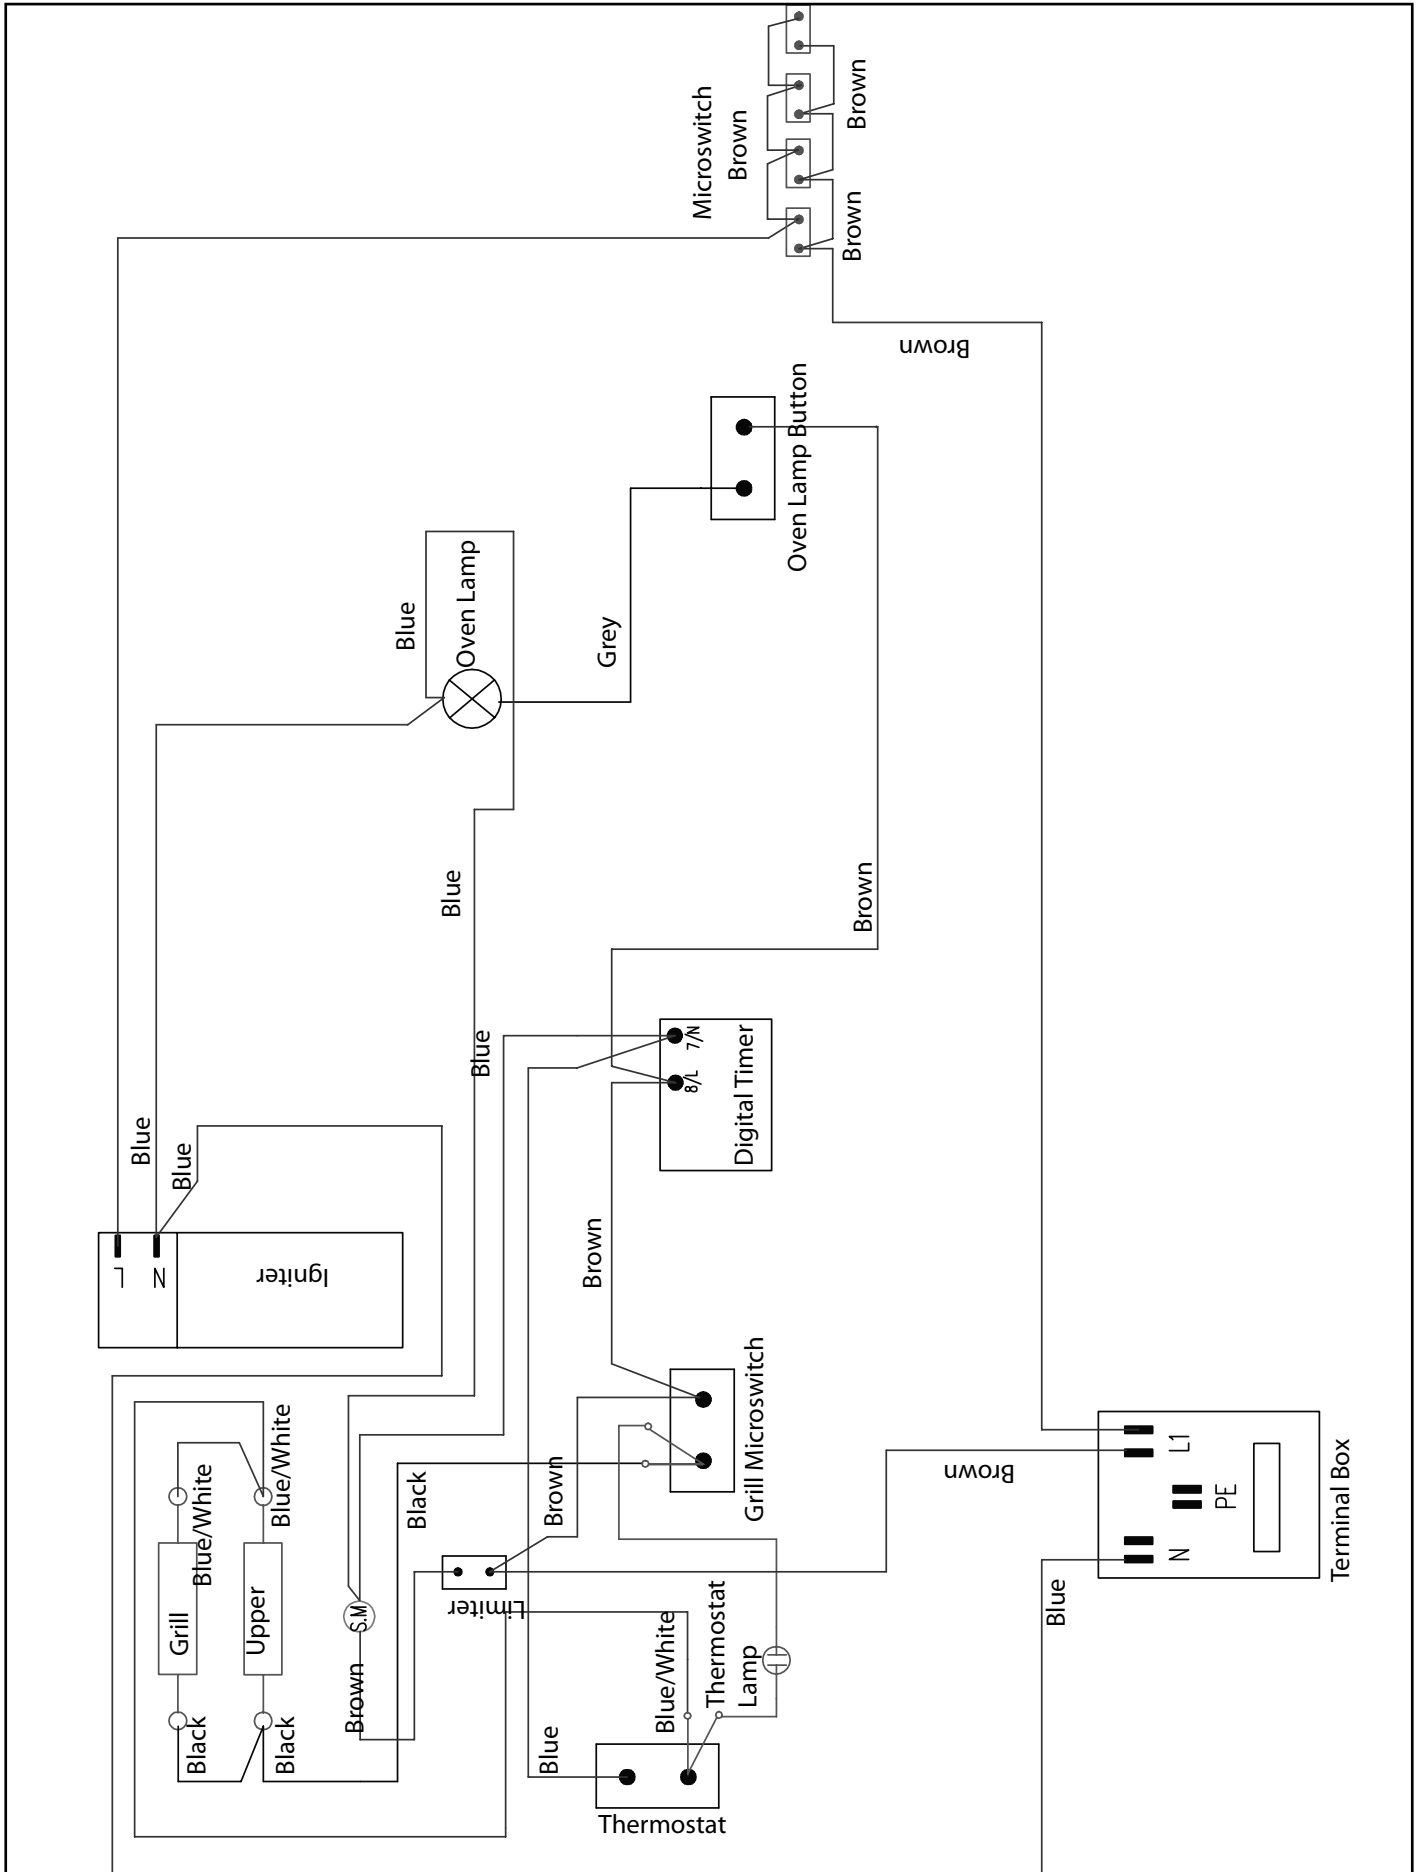 Microswitch
Brown
Brown
Brown
Brown
Oven Lamp Button
Oven Lamp
Blue
Grey
Blue
Brown
Blue
7/N
8/L
Digital Timer
Blue
Blue
L
N
Igniter
Brown
Grill Microswitch
Blue/White
Blue/White
Black
Brown
Brown
L1
PE
N
Terminal Box
Grill
Upper
S.M
Limiter
Blue/White
Thermostat
Lamp
Blue
Brown
Black
Black
Blue
Thermostat